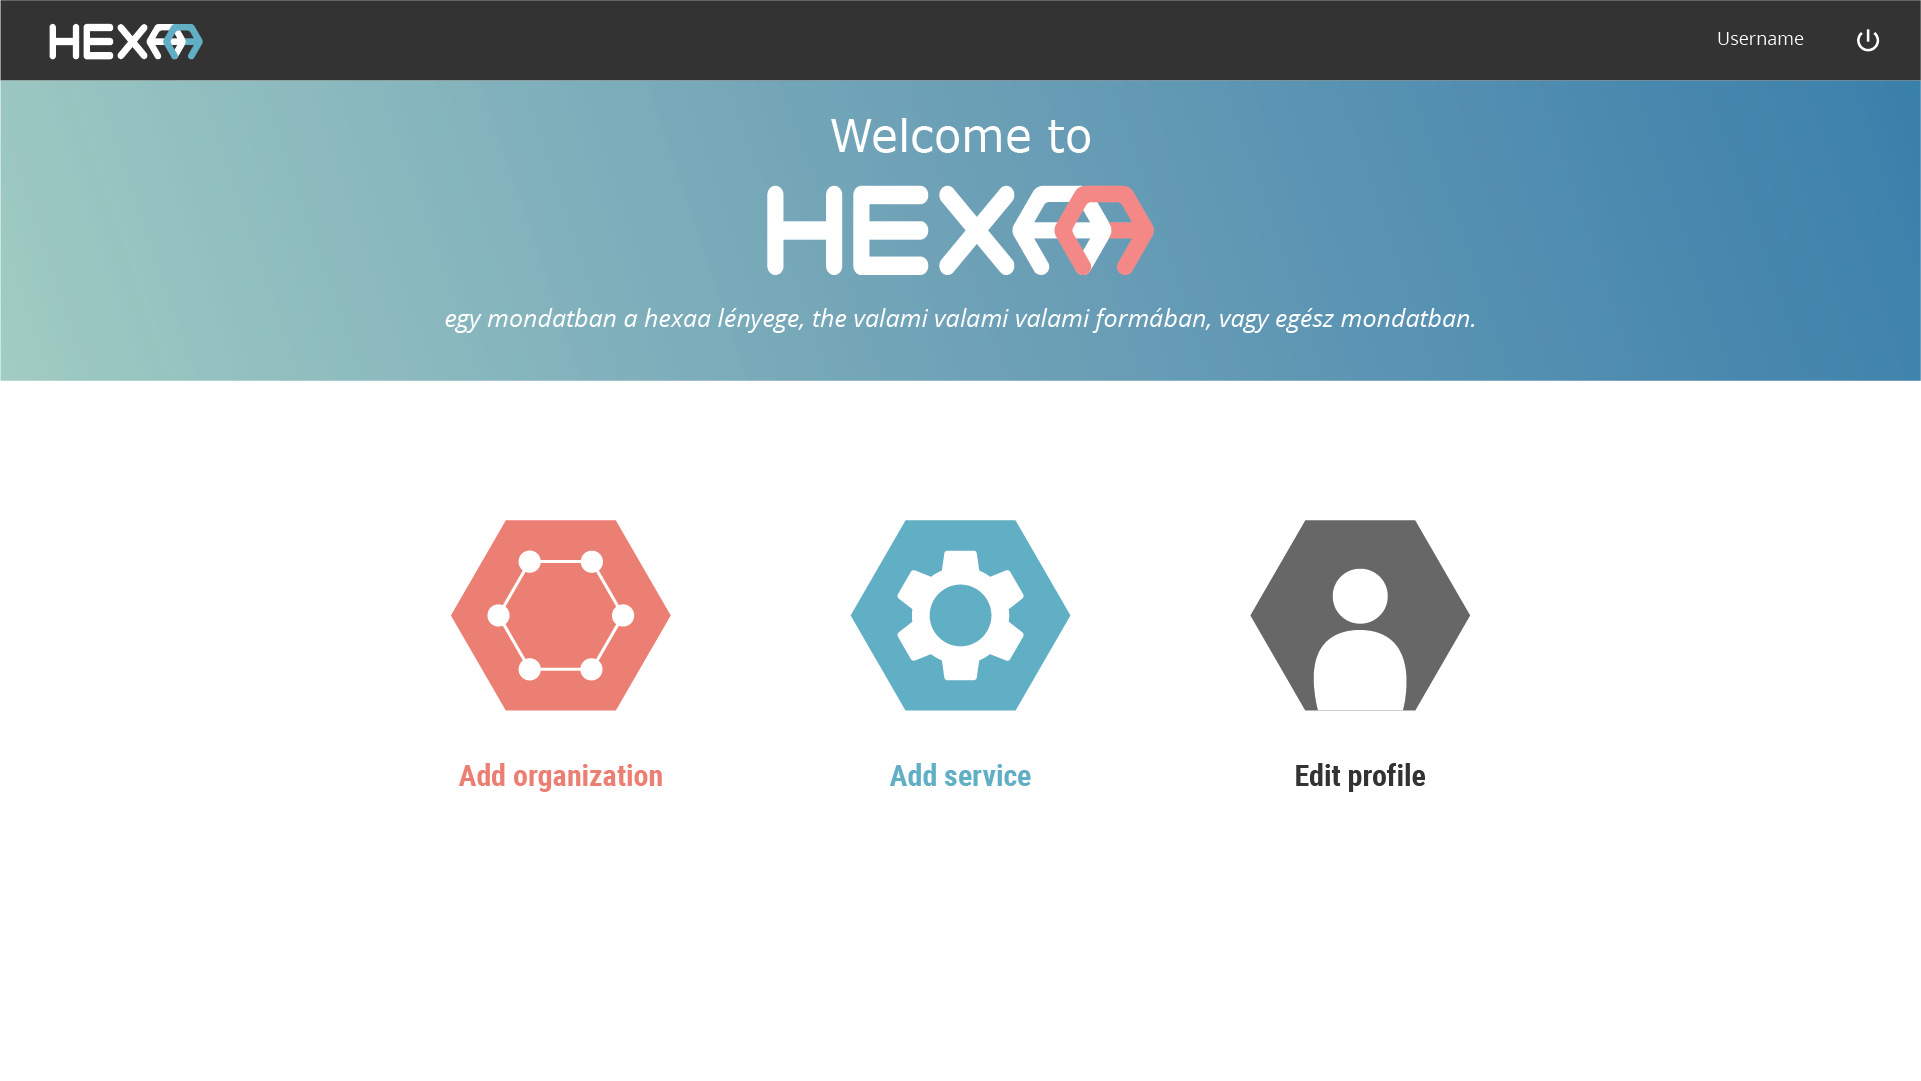 HEXAA
Username
Welcome to
HEXAA
egy mondatban a hexaa lényege, the valami valami valami formában, vagy egész mondatban.
Add organization
Add service
Edit profile